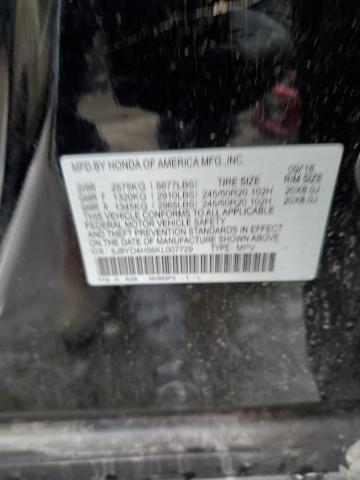 MFD.BY HONDA OF AMERICA MFG.,INC. 09/18
GVWR 2575KG (5677LBS) TIRE SIZE RIM SIZE
GAWR F 1320KG (2910LBS) 245/50R20 102H 20X8.0J
GAWR R 1345KG (2965LBS) 245/50R20 102H 20X8.0J
THIS VEHICLE CONFORMS TO ALL APPLICABLE
FEDERAL MOTOR VEHICLE SAFETY
AND THEFT PREVENTION STANDARDS IN EFFECT
ON THE DATE OF MANUFACTURE SHOWN ABOVE.
V.I.N. 5J8YD4H56KL007729 TYPE: MPV